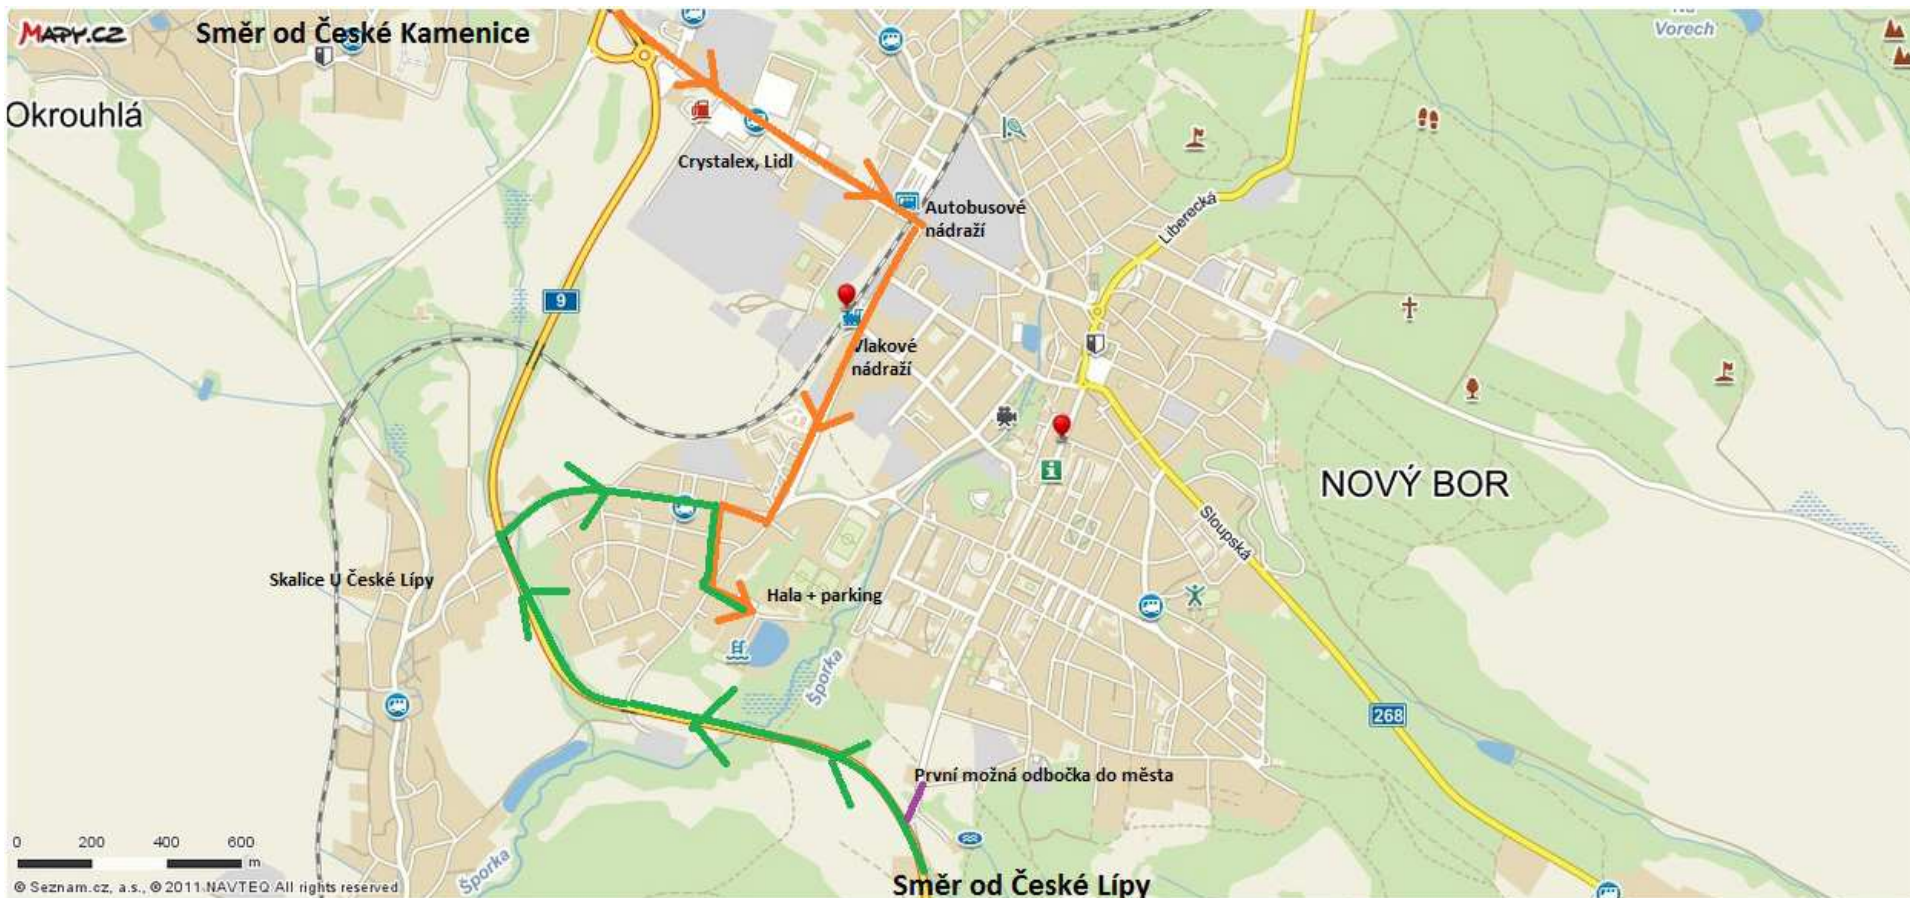 MAPY.CZ
Směr od České Kamenice
Na
Vorech
Okrouhlá
Crystalex, Lidl
Autobusové
nádraží
Liberecká
9
Vlakové
nádraží
NOVÝ BOR
Sloupská
Skalice U České Lípy
Hala + parking
Šporka
268
První možná odbočka do města
0 200 400 600
m
Šporka
Směr od České Lípy
© Seznam.cz, a.s., © 2011 NAVTEQ All rights reserved